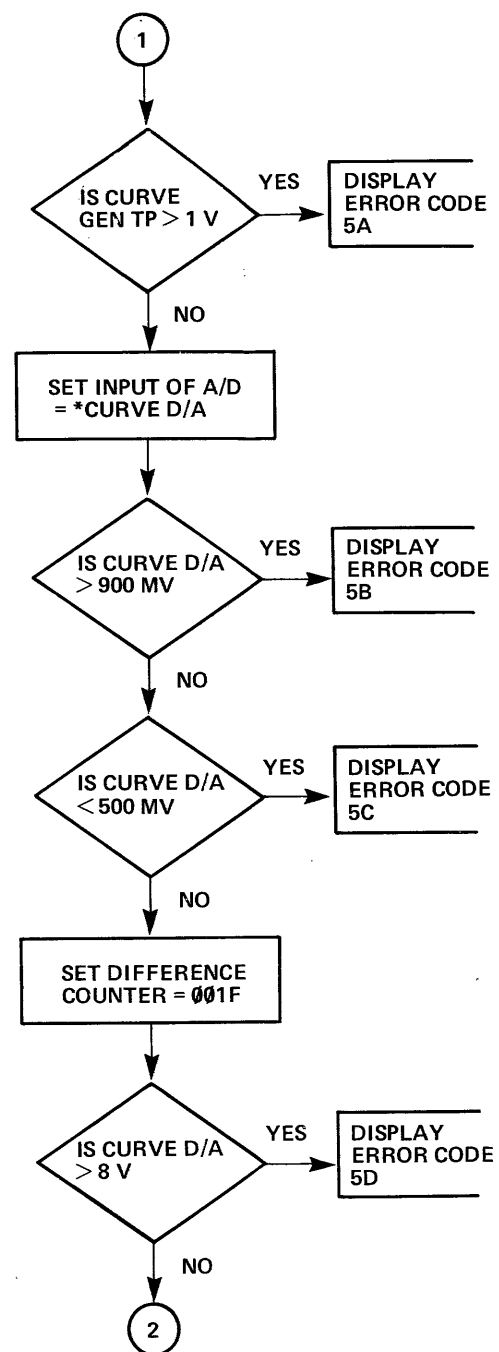 1
IS CURVE
GEN TP > 1 V
YES
DISPLAY
ERROR CODE
5A
NO
SET INPUT OF A/D
= *CURVE D/A
IS CURVE D/A
> 900 MV
YES
DISPLAY
ERROR CODE
5B
NO
IS CURVE D/A
< 500 MV
YES
DISPLAY
ERROR CODE
5C
NO
SET DIFFERENCE
COUNTER = 001F
IS CURVE D/A
> 8 V
YES
DISPLAY
ERROR CODE
5D
NO
2